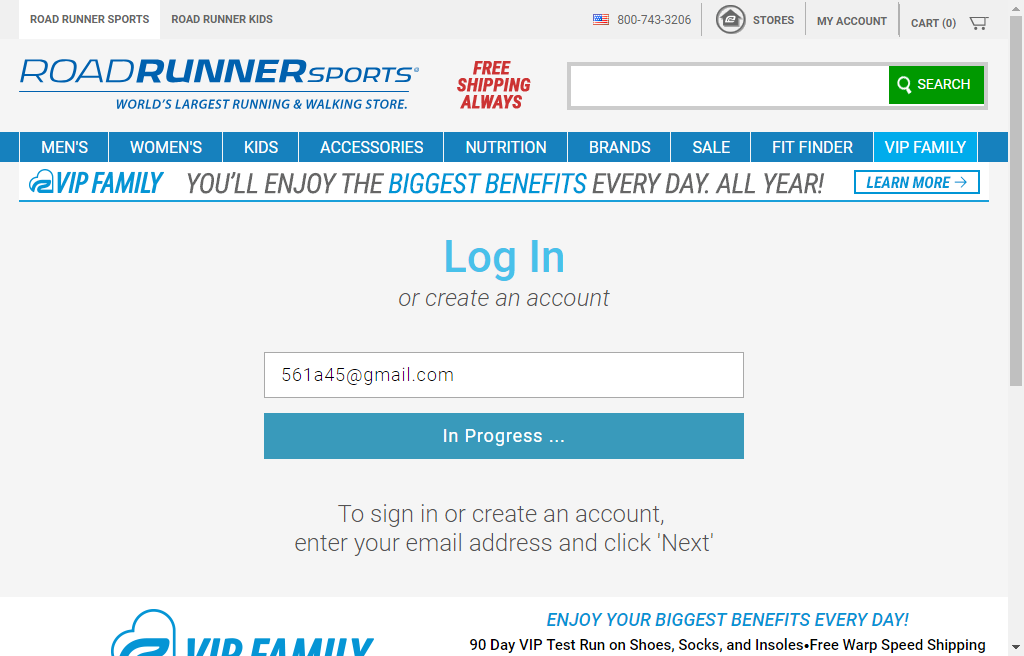 ROAD RUNNER SPORTS
ROAD RUNNER KIDS
800-743-3206
STORES
MY ACCOUNT
CART (0)
ROADRUNNERSPORTS®
WORLD'S LARGEST RUNNING & WALKING STORE.
FREE
SHIPPING
ALWAYS
SEARCH
MEN'S
WOMEN'S
KIDS
ACCESSORIES
NUTRITION
BRANDS
SALE
FIT FINDER
VIP FAMILY
VIP FAMILY YOU'LL ENJOY THE BIGGEST BENEFITS EVERY DAY. ALL YEAR! LEARN MORE →
Log In
or create an account
561a45@gmail.com
In Progress ...
To sign in or create an account,
enter your email address and click 'Next'
VIP FAMILY
ENJOY YOUR BIGGEST BENEFITS EVERY DAY!
90 Day VIP Test Run on Shoes, Socks, and Insoles•Free Warp Speed Shipping